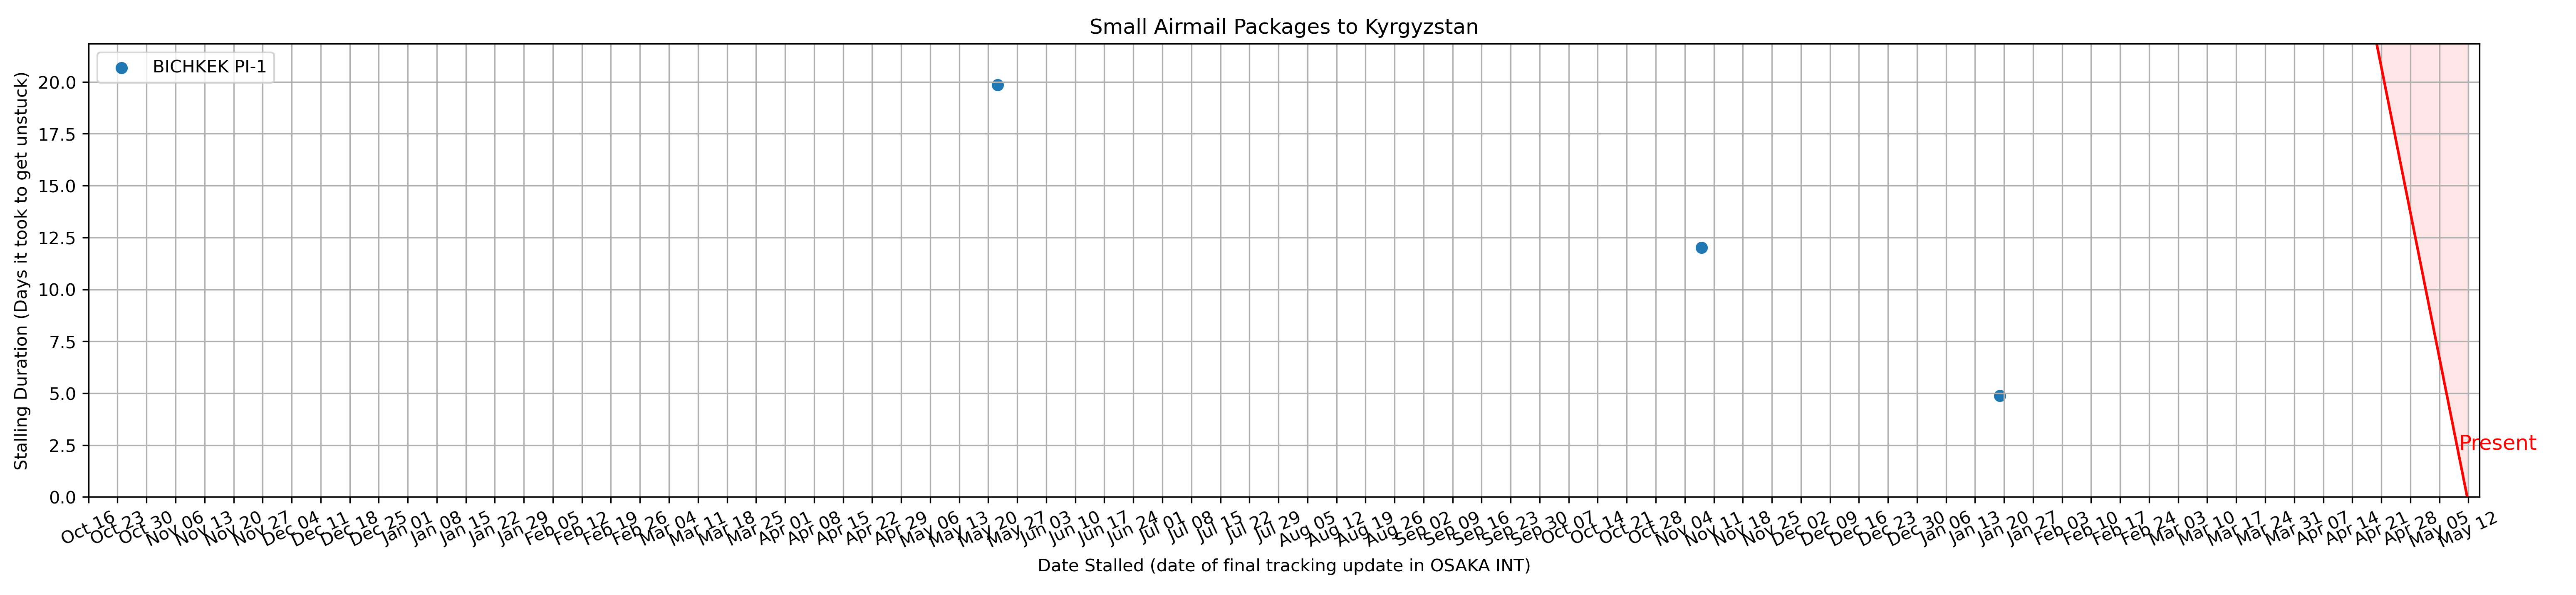 Small Airmail Packages to Kyrgyzstan
BICHKEK PI-1
Stalling Duration (Days it took to get unstuck)
20.0
17.5
15.0
12.5
10.0
7.5
5.0
2.5
0.0
Present
Oct 16 Oct 23 Oct 30 Nov 06 Nov 13 Nov 20 Nov 27 Dec 04 Dec 11 Dec 18 Dec 25 Jan 01 Jan 08 Jan 15 Jan 22 Jan 29 Feb 05 Feb 12 Feb 19 Feb 26 Mar 04 Mar 11 Mar 18 Mar 25 Apr 01 Apr 08 Apr 15 Apr 22 Apr 29 May 06 May 13 May 20 May 27 Jun 03 Jun 10 Jun 17 Jun 24 Jul 01 Jul 08 Jul 15 Jul 22 Jul 29 Aug 05 Aug 12 Aug 19 Aug 26 Sep 02 Sep 09 Sep 16 Sep 23 Sep 30 Oct 07 Oct 14 Oct 21 Oct 28 Nov 04 Nov 11 Nov 18 Nov 25 Dec 02 Dec 09 Dec 16 Dec 23 Dec 30 Jan 06 Jan 13 Jan 20 Jan 27 Feb 03 Feb 10 Feb 17 Feb 24 Mar 03 Mar 10 Mar 17 Mar 24 Mar 31 Apr 07 Apr 14 Apr 21 Apr 28 May 05 May 12
Date Stalled (date of final tracking update in OSAKA INT)